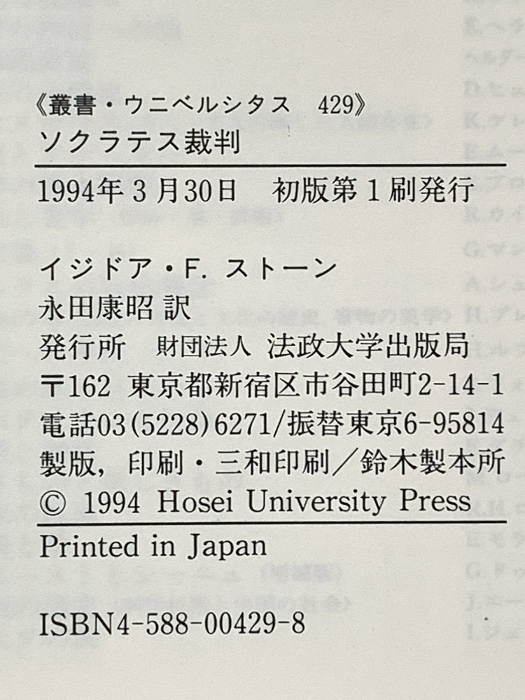 《叢書・ウニベルシタス 429》
ソクラテス裁判
1994年3月30日 初版第1刷発行
イジドア・F. ストーン
永田康昭 訳
発行所 財団法人 法政大学出版局
〒162 東京都新宿区市谷田町2-14-1
電話03(5228)6271/振替東京6-95814
製版，印刷・三和印刷／鈴木製本所
© 1994 Hosei University Press
Printed in Japan
ISBN4-588-00429-8